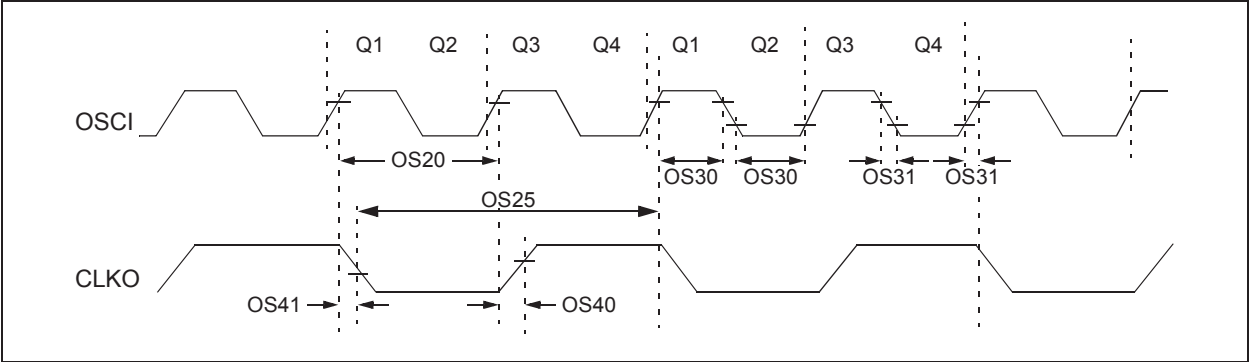 Q1 Q2 Q3 Q4 Q1 Q2 Q3 Q4
OSCI
OS20
OS30 OS30 OS31 OS31
OS25
CLKO
OS41 OS40